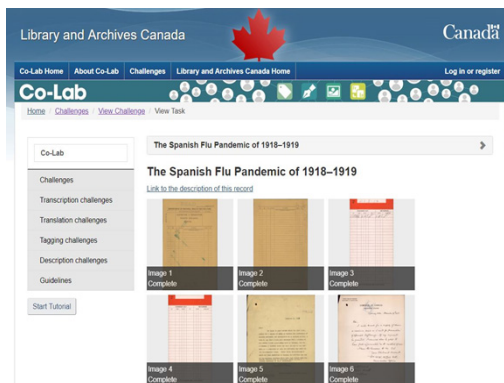 Library and Archives Canada
Canada
Co-Lab Home
About Co-Lab
Challenges
Library and Archives Canada Home
Log in or register
Co-Lab
Home / Challenges / View Challenge / View Task
Co-Lab
Challenges
Transcription challenges
Translation challenges
Tagging challenges
Description challenges
Guidelines
Start Tutorial
The Spanish Flu Pandemic of 1918–1919
The Spanish Flu Pandemic of 1918–1919
Link to the description of this record
Image 1
Complete
Image 2
Complete
Image 3
Complete
Image 4
Complete
Image 5
Complete
Image 6
Complete